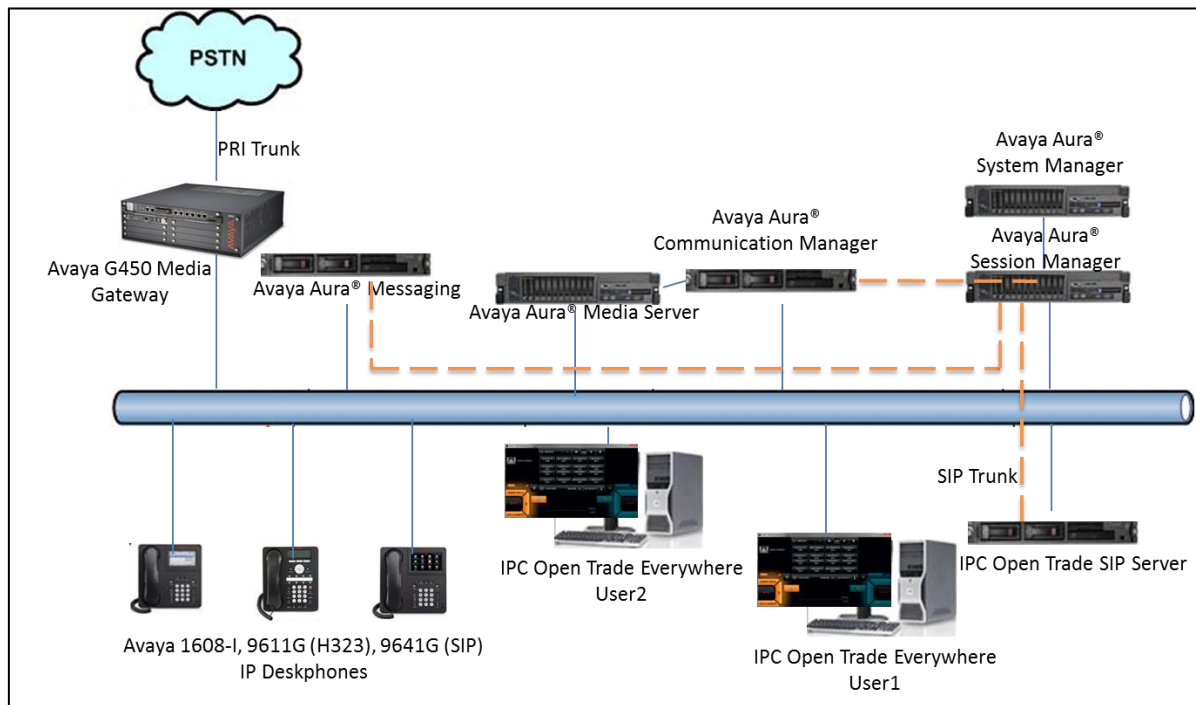 PSTN
PRI Trunk
Avaya G450 Media
Gateway
AVAYA
Avaya Aura® Messaging
Avaya Aura® Media Server
Avaya Aura®
Communication Manager
Avaya Aura®
System Manager
Avaya Aura®
Session Manager
SIP Trunk
IPC Open Trade SIP Server
IPC Open Trade Everywhere
User2
IPC Open Trade Everywhere
User1
Avaya 1608-I, 9611G (H323), 9641G (SIP)
IP Deskphones